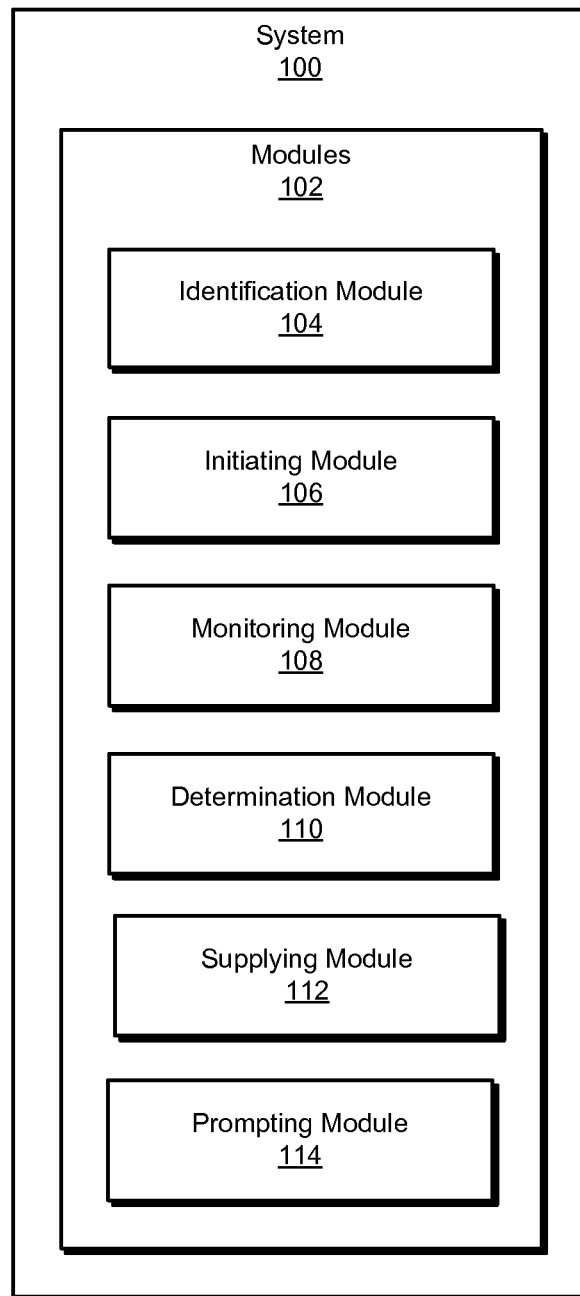 System
100
Modules
102
Identification Module
104
Initiating Module
106
Monitoring Module
108
Determination Module
110
Supplying Module
112
Prompting Module
114